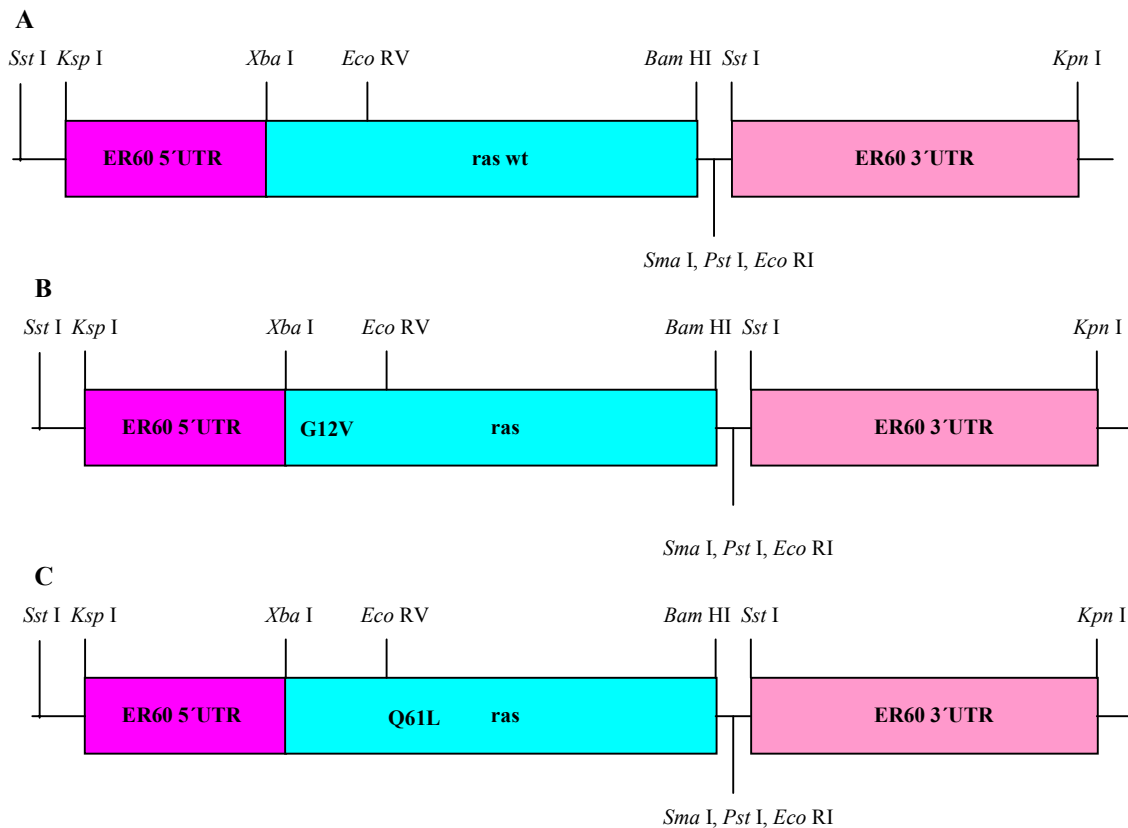 A
Sst I Ksp I Xba I Eco RV Bam HI Sst I Kpn I
ER60 5´UTR ras wt ER60 3´UTR
Sma I, Pst I, Eco RI
B
Sst I Ksp I Xba I Eco RV Bam HI Sst I Kpn I
ER60 5´UTR G12V ras ER60 3´UTR
Sma I, Pst I, Eco RI
C
Sst I Ksp I Xba I Eco RV Bam HI Sst I Kpn I
ER60 5´UTR Q61L ras ER60 3´UTR
Sma I, Pst I, Eco RI